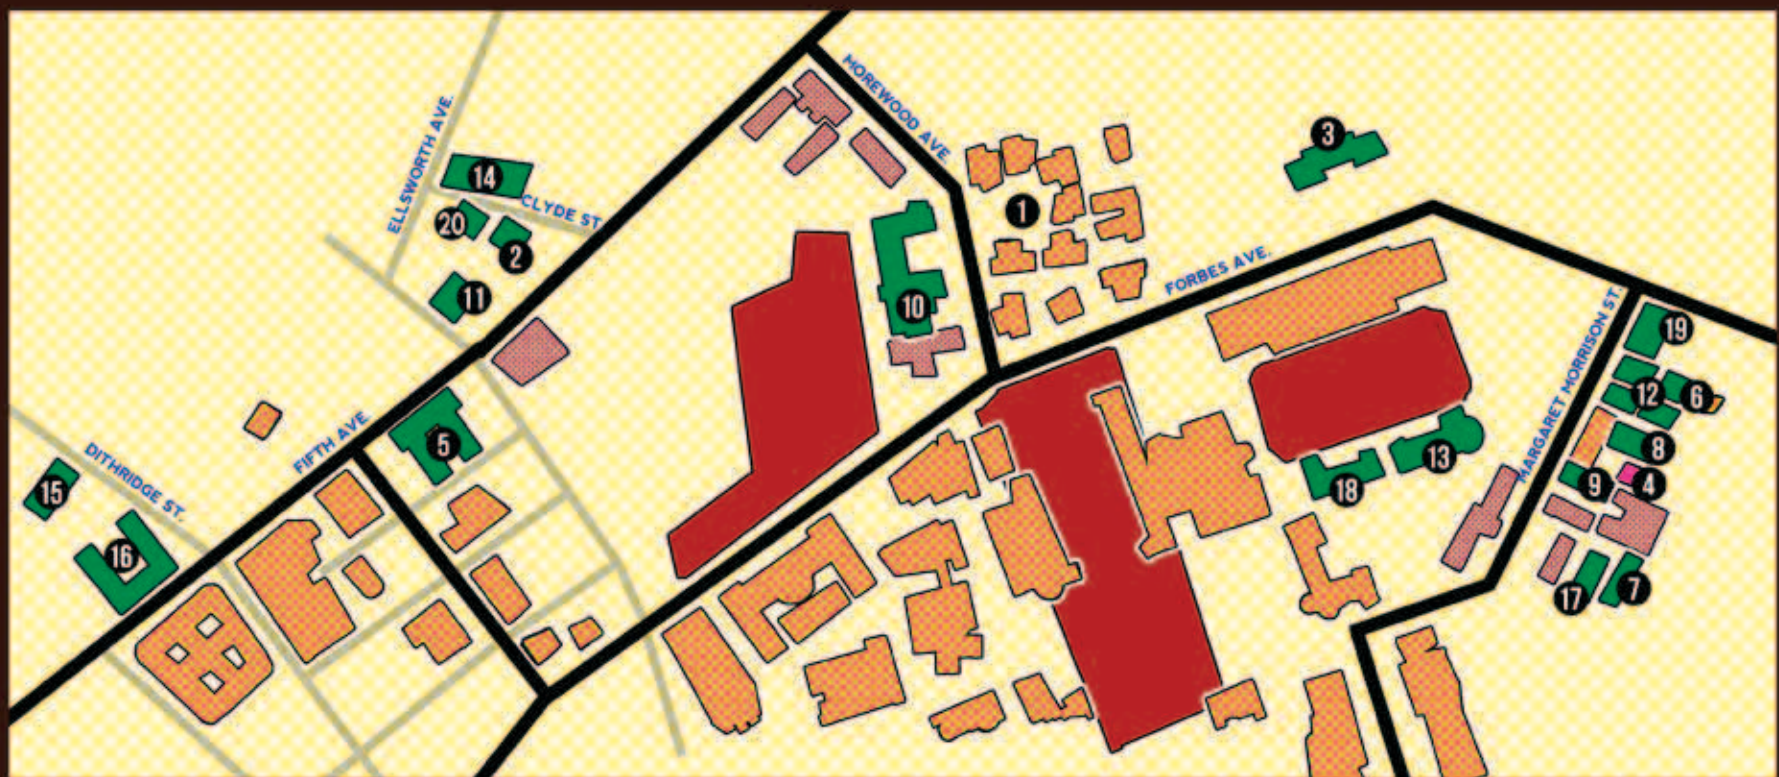 MOREWOOD AVE.
ELLSWORTH AVE.
3
14
CLYDE ST.
20
2
1
11
10
FORBES AVE.
MARGARET MORRISON ST.
19
12
6
8
9
4
FIFTH AVE.
5
DITHRIDGE ST.
15
16
13
18
17
7